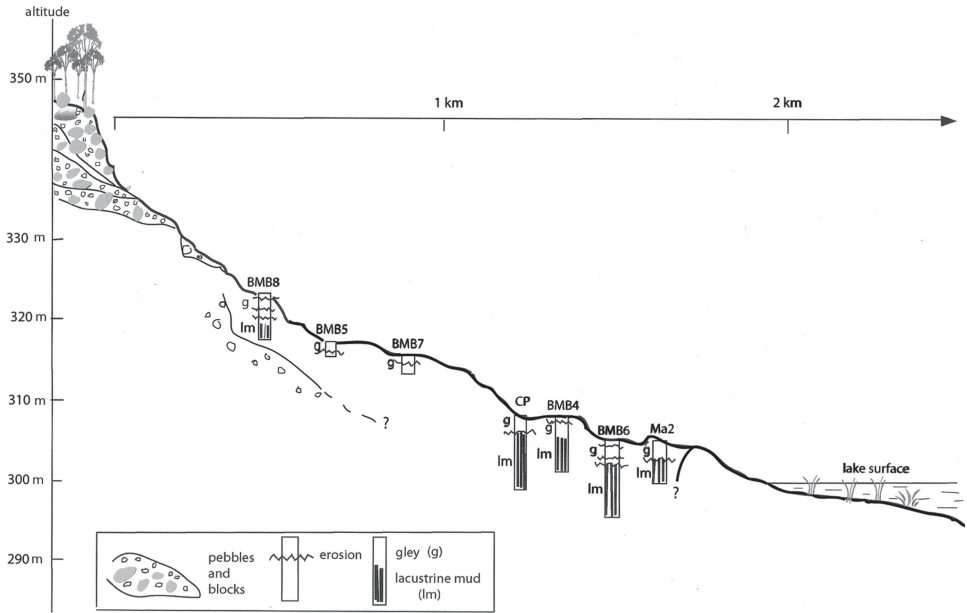 altitude
350 m
1 km
2 km
330 m
BMB8
g
lm
320 m
BMB5
g
BMB7
g
310 m
CP
g
lm
BMB4
g
lm
BMB6
g
lm
Ma2
g
lm
?
?
lake surface
300 m
290 m
pebbles
and
blocks
erosion
gley (g)
lacustrine mud
(lm)